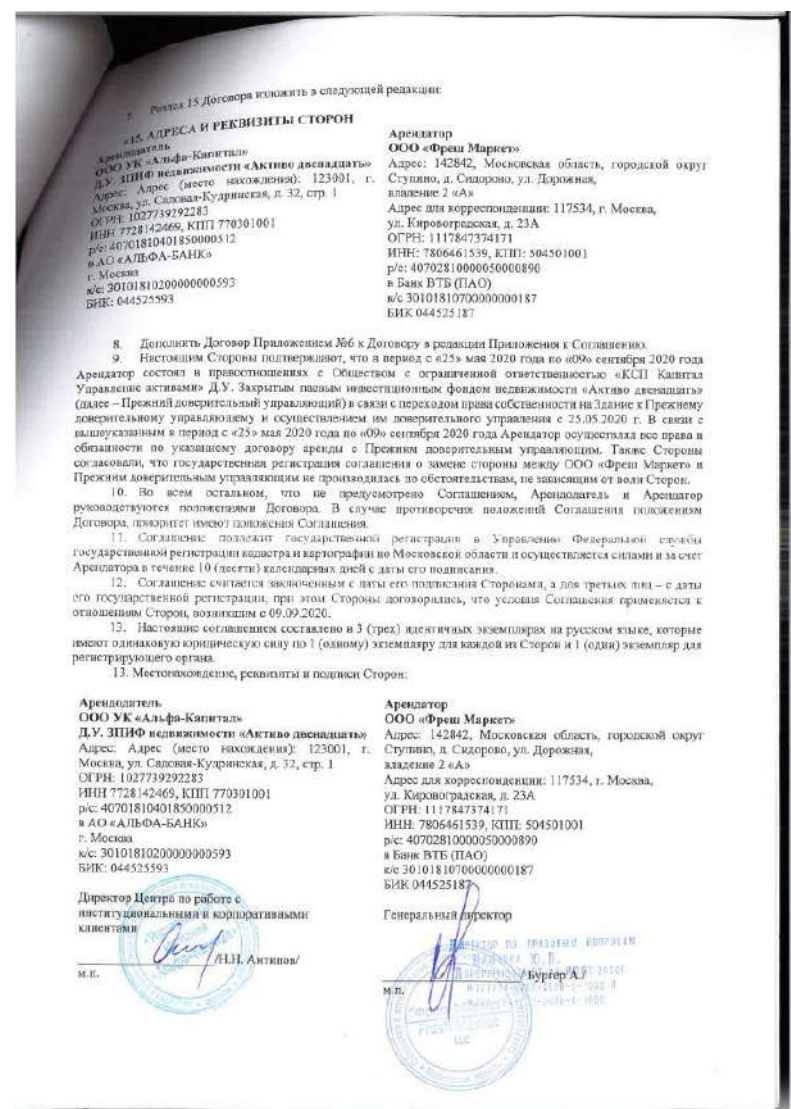 7. Раздел 15 Договора изложить в следующей редакции:
«15. АДРЕСА И РЕКВИЗИТЫ СТОРОН
Арендодатель
ООО УК «Альфа-Капитал»
Д.У. ЗПИФ недвижимости «Активо двенадцать»
Адрес: Адрес (место нахождения): 123001, г.
Москва, ул. Садовая-Кудринская, д. 32, стр. 1
ОГРН: 1027739292283
ИНН 7728142469, КПП 770301001
р/с: 40701810401850000512
в АО «АЛЬФА-БАНК»
г. Москва
к/с: 30101810200000000593
БИК: 044525593
Арендатор
ООО «Фреш Маркет»
Адрес: 142842, Московская область, городской округ
Ступино, д. Сидорово, ул. Дорожная,
владение 2 «А»
Адрес для корреспонденции: 117534, г. Москва,
ул. Кировоградская, д. 23А
ОГРН: 1117847374171
ИНН: 7806461539, КПП: 504501001
р/с: 40702810000050000890
в Банк ВТБ (ПАО)
к/с 30101810700000000187
БИК 044525187
8. Дополнить Договор Приложением №6 к Договору в редакции Приложения к Соглашению.
9. Настоящим Стороны подтверждают, что в период с «25» мая 2020 года по «09» сентября 2020 года
Арендатор состоял в правоотношениях с Обществом с ограниченной ответственностью «КСП Капитал
Управление активами» Д.У. Закрытым паевым инвестиционным фондом недвижимости «Активо двенадцать»
(далее – Прежний доверительный управляющий) в связи с переходом права собственности на Здание к Прежнему
доверительному управляющему и осуществлением им доверительного управления с 25.05.2020 г. В связи с
вышеуказанным в период с «25» мая 2020 года по «09» сентября 2020 года Арендатор осуществлял все права и
обязанности по указанному договору аренды с Прежним доверительным управляющим. Также Стороны
согласовали, что государственная регистрация соглашения о замене стороны между ООО «Фреш Маркет» и
Прежним доверительным управляющим не производилась по обстоятельствам, не зависящим от воли Сторон.
10. Во всем остальном, что не предусмотрено Соглашением, Арендодатель и Арендатор
руководствуются положениями Договора. В случае противоречия положений Соглашения положениям
Договора, приоритет имеют положения Соглашения.
11. Соглашение подлежит государственной регистрации в Управлении Федеральной службы
государственной регистрации кадастра и картографии по Московской области и осуществляется силами и за счет
Арендатора в течение 10 (десяти) календарных дней с даты его подписания.
12. Соглашение считается заключенным с даты его подписания Сторонами, а для третьих лиц – с даты
его государственной регистрации, при этом Стороны договорились, что условия Соглашения применяется к
отношениям Сторон, возникшим с 09.09.2020.
13. Настоящие соглашением составлено в 3 (трех) идентичных экземплярах на русском языке, которые
имеют одинаковую юридическую силу по 1 (одному) экземпляру для каждой из Сторон и 1 (один) экземпляр для
регистрирующего органа.
13. Местонахождение, реквизиты и подписи Сторон:
Арендодатель
ООО УК «Альфа-Капитал»
Д.У. ЗПИФ недвижимости «Активо двенадцать»
Адрес: Адрес (место нахождения): 123001, г.
Москва, ул. Садовая-Кудринская, д. 32, стр. 1
ОГРН: 1027739292283
ИНН 7728142469, КПП 770301001
р/с: 40701810401850000512
в АО «АЛЬФА-БАНК»
г. Москва
к/с: 30101810200000000593
БИК: 044525593
Директор Центра по работе с
институциональными и корпоративными
клиентами
/Н.Н. Антипов/
м.п.
Арендатор
ООО «Фреш Маркет»
Адрес: 142842, Московская область, городской округ
Ступино, д. Сидорово, ул. Дорожная,
владение 2 «А»
Адрес для корреспонденции: 117534, г. Москва,
ул. Кировоградская, д. 23А
ОГРН: 1117847374171
ИНН: 7806461539, КПП: 504501001
р/с: 40702810000050000890
в Банк ВТБ (ПАО)
к/с 30101810700000000187
БИК 044525187
Генеральный директор
ДИРЕКТОР ПО ПРАВОВЫМ ВОПРОСАМ
/Бургер А./
м.п.
LLC